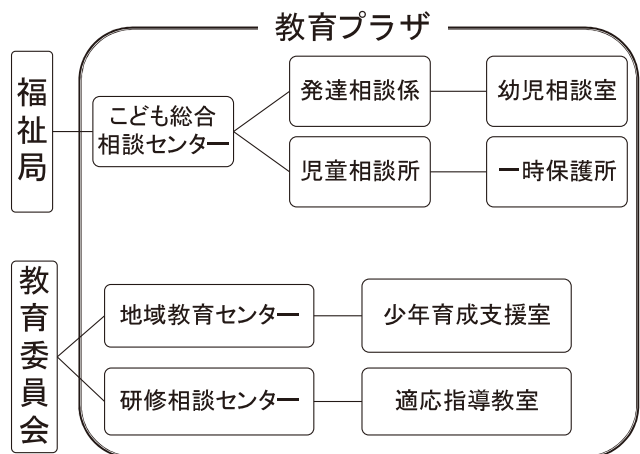 教育プラザ
福祉局
こども総合
相談センター
発達相談係
幼児相談室
児童相談所
一時保護所
教育委員会
地域教育センター
少年育成支援室
研修相談センター
適応指導教室